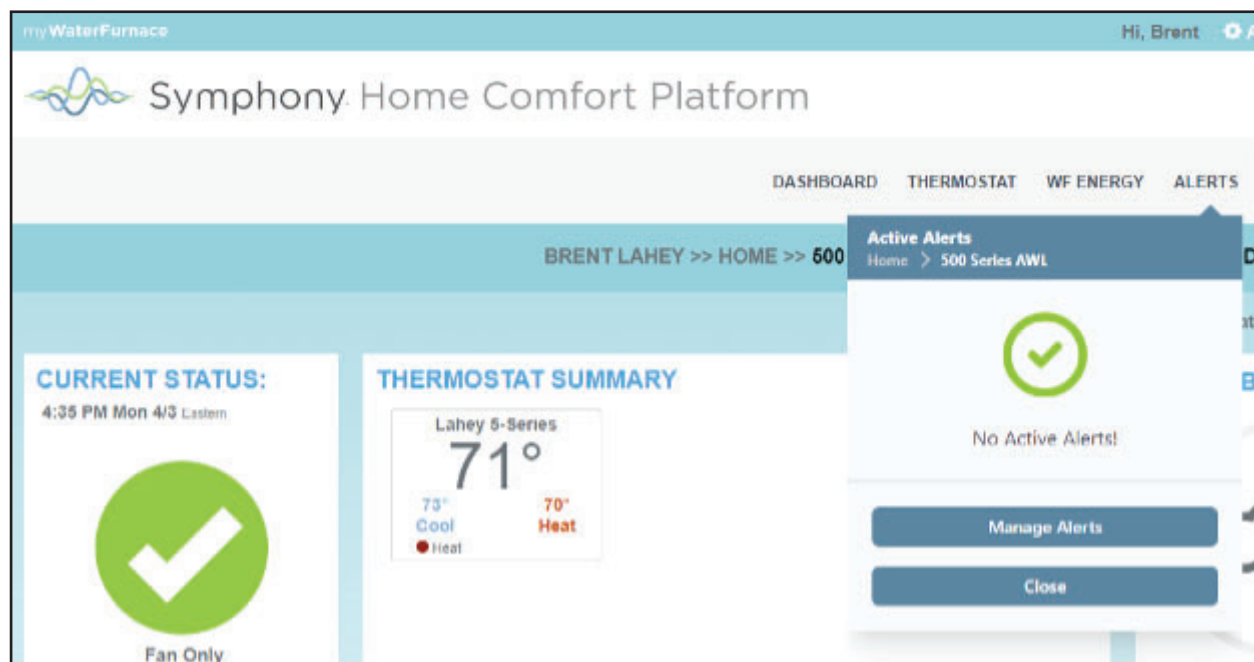 myWaterFurnace
Hi, Brent
Symphony Home Comfort Platform
DASHBOARD THERMOSTAT WF ENERGY ALERTS
BRENT LAHEY >> HOME >> 500
Active Alerts
Home > 500 Series AWL
No Active Alerts!
Manage Alerts
Close
CURRENT STATUS:
4:35 PM Mon 4/3 Eastern
Fan Only
THERMOSTAT SUMMARY
Lahey 5-Series
71°
73° 70°
Cool Heat
Heat